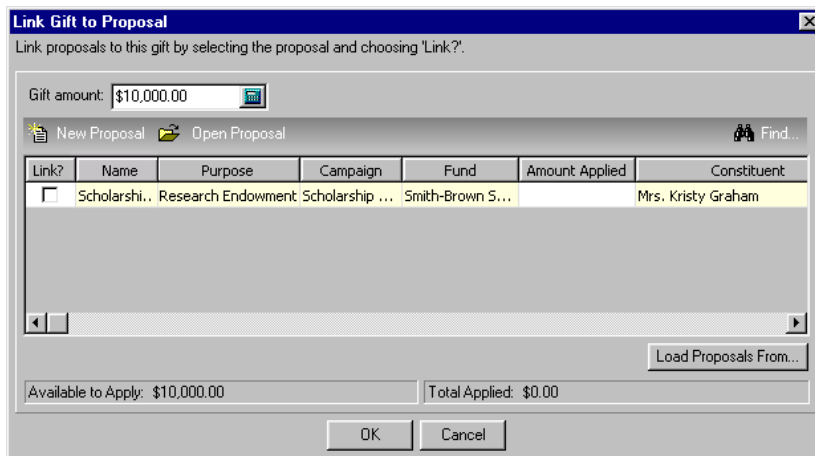 Link Gift to Proposal
Link proposals to this gift by selecting the proposal and choosing 'Link?'.
Gift amount: $10,000.00
New Proposal Open Proposal Find...
Link? Name Purpose Campaign Fund Amount Applied Constituent
Scholarshi... Research Endowment Scholarship ... Smith-Brown S... Mrs. Kristy Graham
Load Proposals From...
Available to Apply: $10,000.00 Total Applied: $0.00
OK Cancel